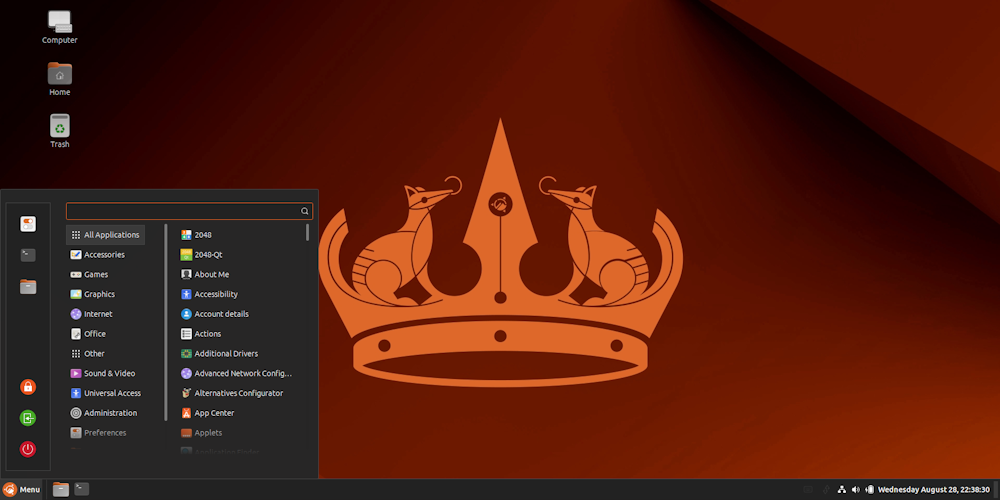 Computer
Home
Trash
All Applications
Accessories
Games
Graphics
Internet
Office
Other
Sound & Video
Universal Access
Administration
Preferences
2048
2048-Qt
About Me
Accessibility
Account details
Actions
Additional Drivers
Advanced Network Config...
Alternatives Configurator
App Center
Applets
Menu
Wednesday August 28, 22:38:30